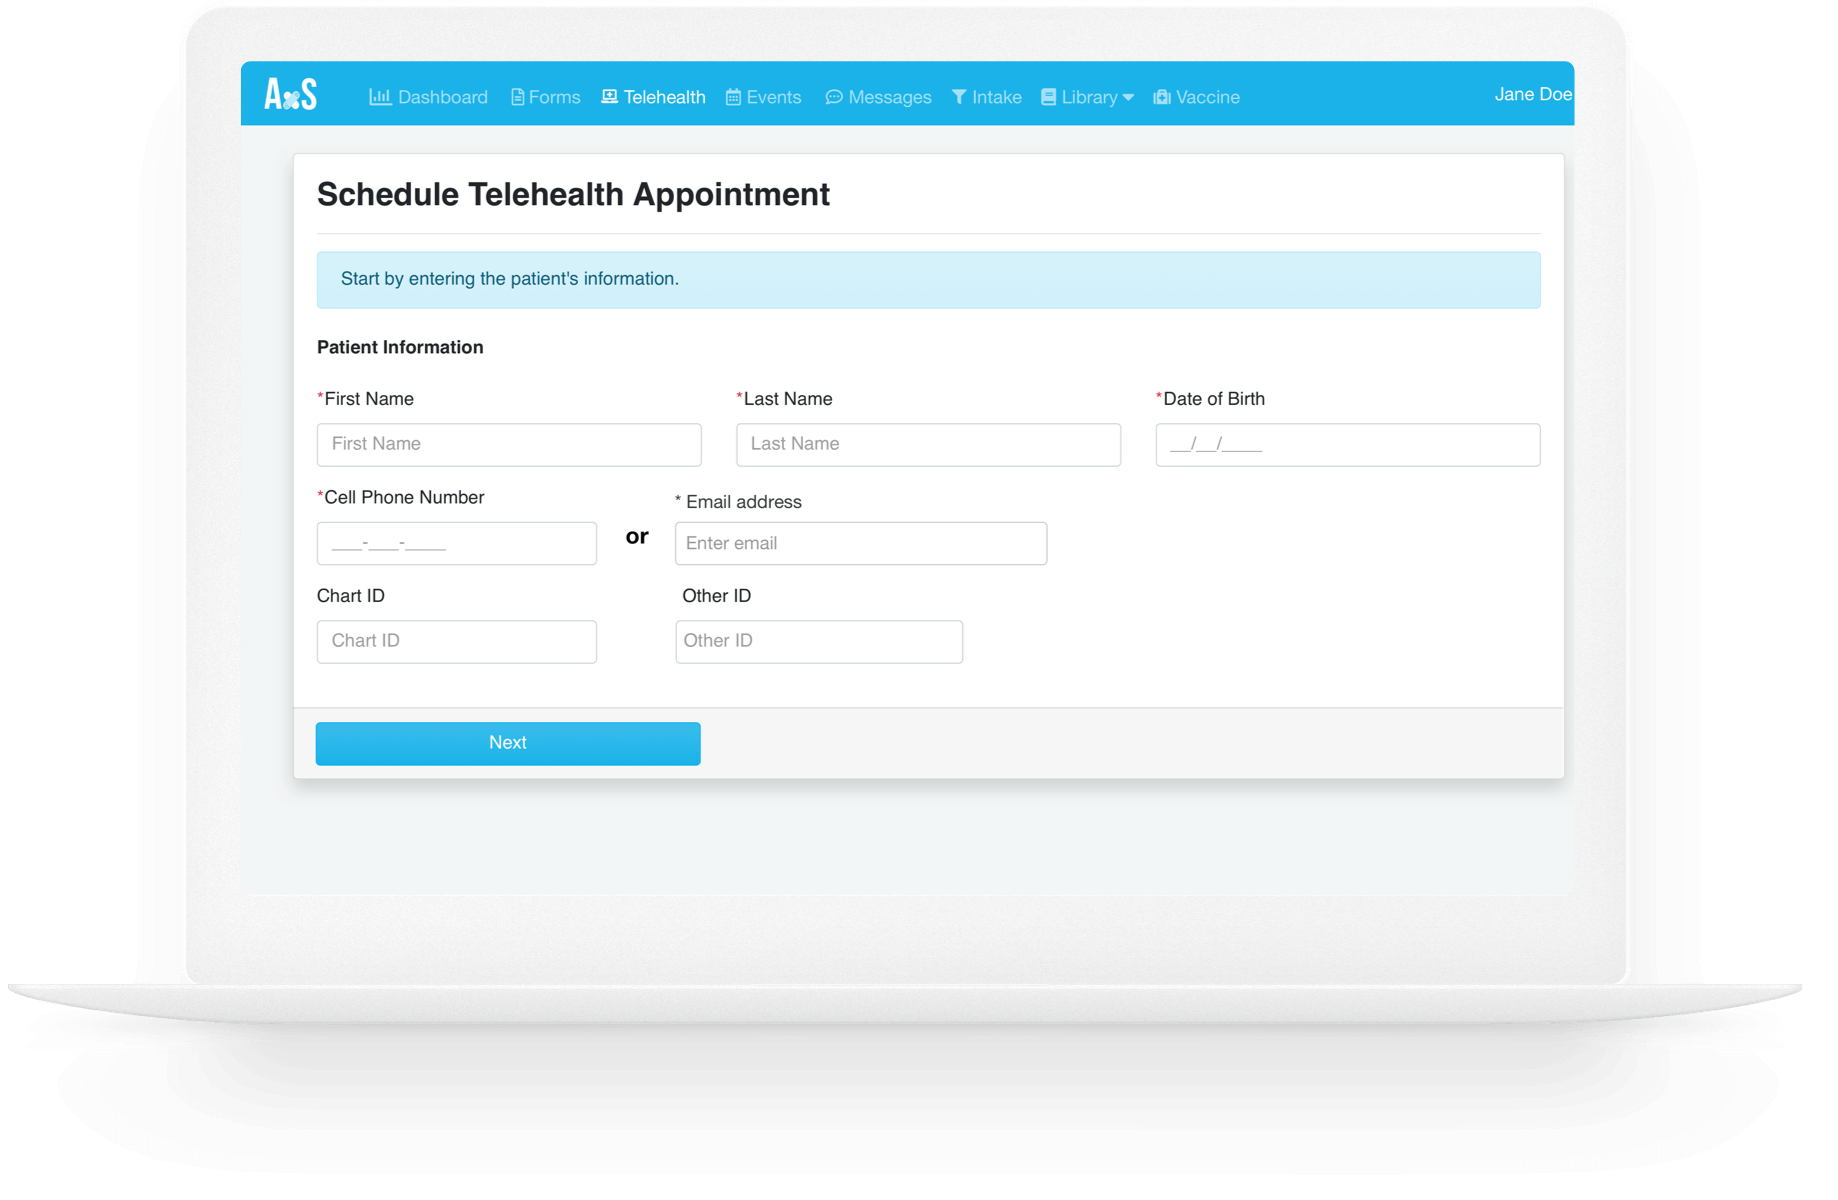 AxS Dashboard Forms Telehealth Events Messages Intake Library Vaccine Jane Doe
Schedule Telehealth Appointment
Start by entering the patient's information.
Patient Information
*First Name *Last Name *Date of Birth
First Name Last Name __/__/____
*Cell Phone Number * Email address
___-___-____ or Enter email
Chart ID Other ID
Chart ID Other ID
Next